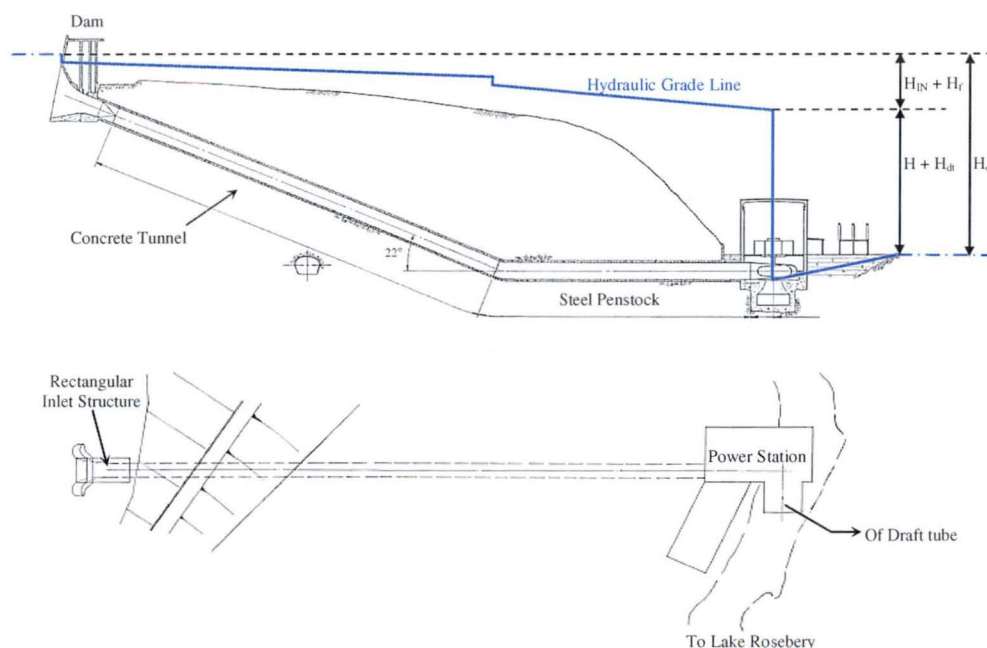 Dam
Hydraulic Grade Line
H_IN + H_f
H + H_dt
Concrete Tunnel
22°
Steel Penstock
Rectangular
Inlet Structure
Power Station
Of Draft tube
To Lake Rosebery